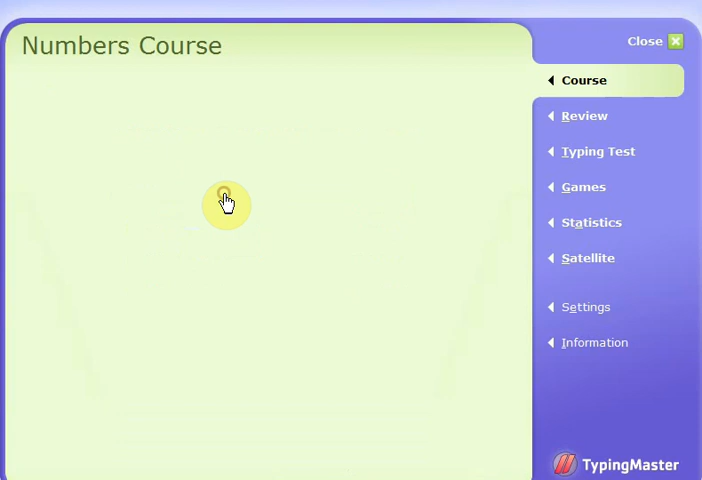 Numbers Course
Close
Course
Review
Typing Test
Games
Statistics
Satellite
Settings
Information
TypingMaster